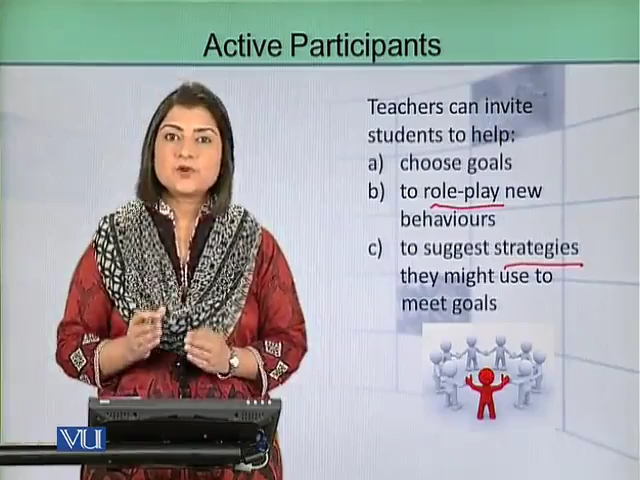 Active Participants
Teachers can invite
students to help:
a) choose goals
b) to role-play new
behaviours
c) to suggest strategies
they might use to
meet goals
VU